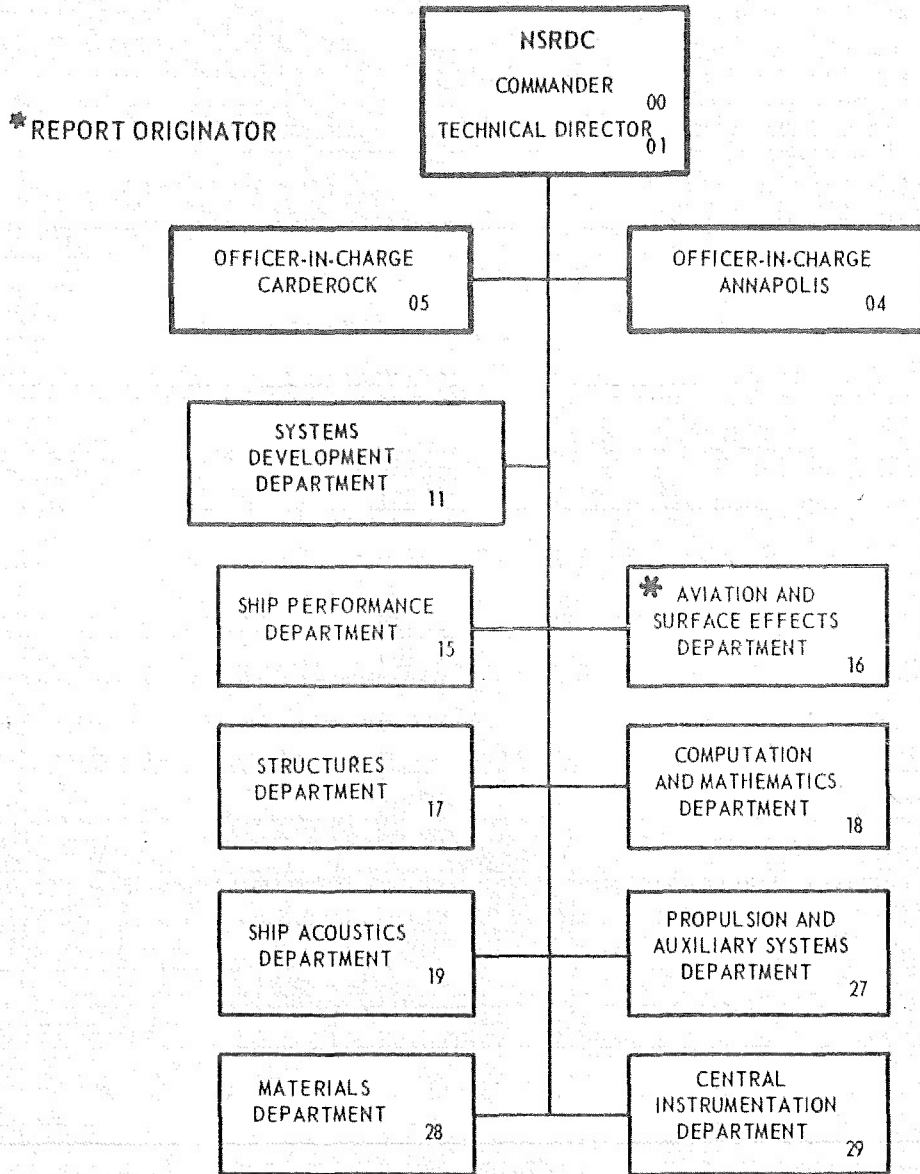 NSRDC
COMMANDER
00
TECHNICAL DIRECTOR
01
* REPORT ORIGINATOR
OFFICER-IN-CHARGE
CARDEROCK
05
OFFICER-IN-CHARGE
ANNAPOLIS
04
SYSTEMS
DEVELOPMENT
DEPARTMENT
11
SHIP PERFORMANCE
DEPARTMENT
15
* AVIATION AND
SURFACE EFFECTS
DEPARTMENT
16
STRUCTURES
DEPARTMENT
17
COMPUTATION
AND MATHEMATICS
DEPARTMENT
18
SHIP ACOUSTICS
DEPARTMENT
19
PROPULSION AND
AUXILIARY SYSTEMS
DEPARTMENT
27
MATERIALS
DEPARTMENT
28
CENTRAL
INSTRUMENTATION
DEPARTMENT
29